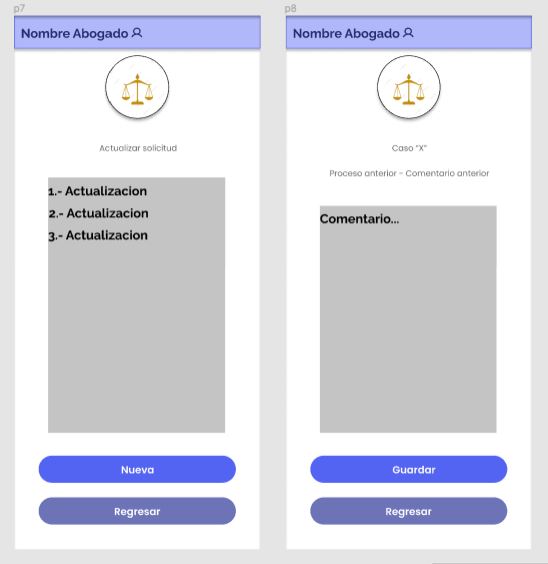 p7
Nombre Abogado
Actualizar solicitud
1.- Actualizacion
2.- Actualizacion
3.- Actualizacion
Nueva
Regresar
p8
Nombre Abogado
Caso "X"
Proceso anterior - Comentario anterior
Comentario...
Guardar
Regresar